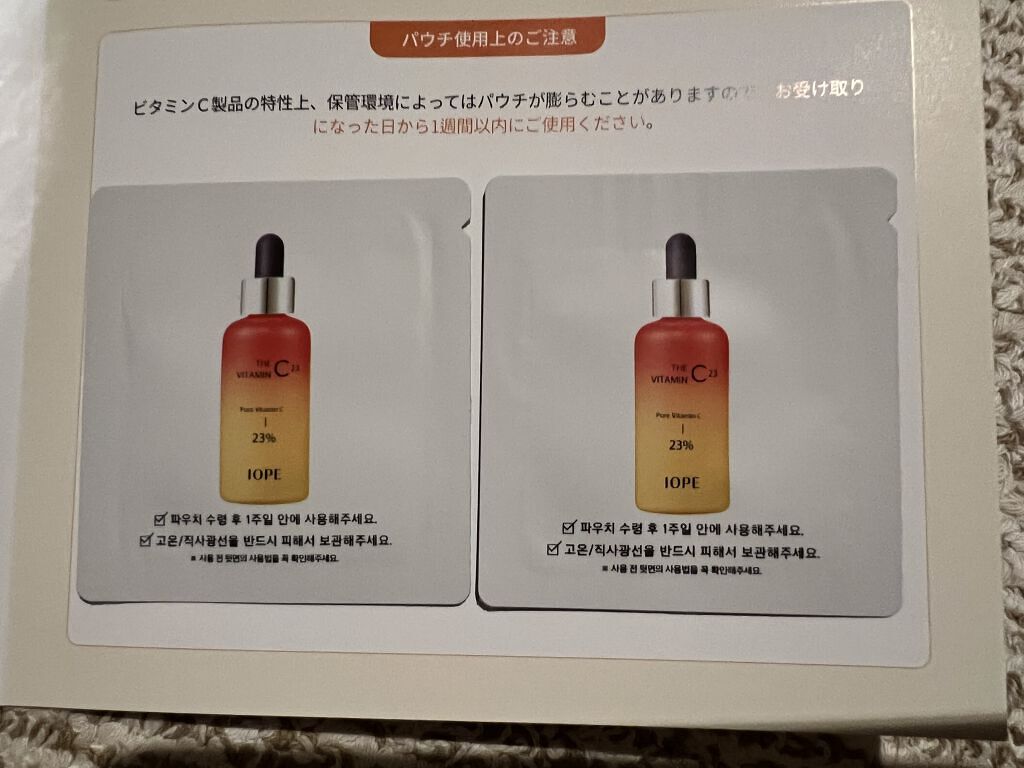 パウチ使用上のご注意
ビタミンC製品の特性上、保管環境によってはパウチが膨らむことがありますので お受け取り
になった日から1週間以内にご使用ください。
THE
VITAMIN C 23
Pure Vitamin C
23%
IOPE
파우치 수령 후 1주일 안에 사용해주세요.
고온/직사광선을 반드시 피해서 보관해주세요.
※ 사용 전 뒷면의 사용법을 꼭 확인해주세요.
THE
VITAMIN C 23
Pure Vitamin C
23%
IOPE
파우치 수령 후 1주일 안에 사용해주세요.
고온/직사광선을 반드시 피해서 보관해주세요.
※ 사용 전 뒷면의 사용법을 꼭 확인해주세요.